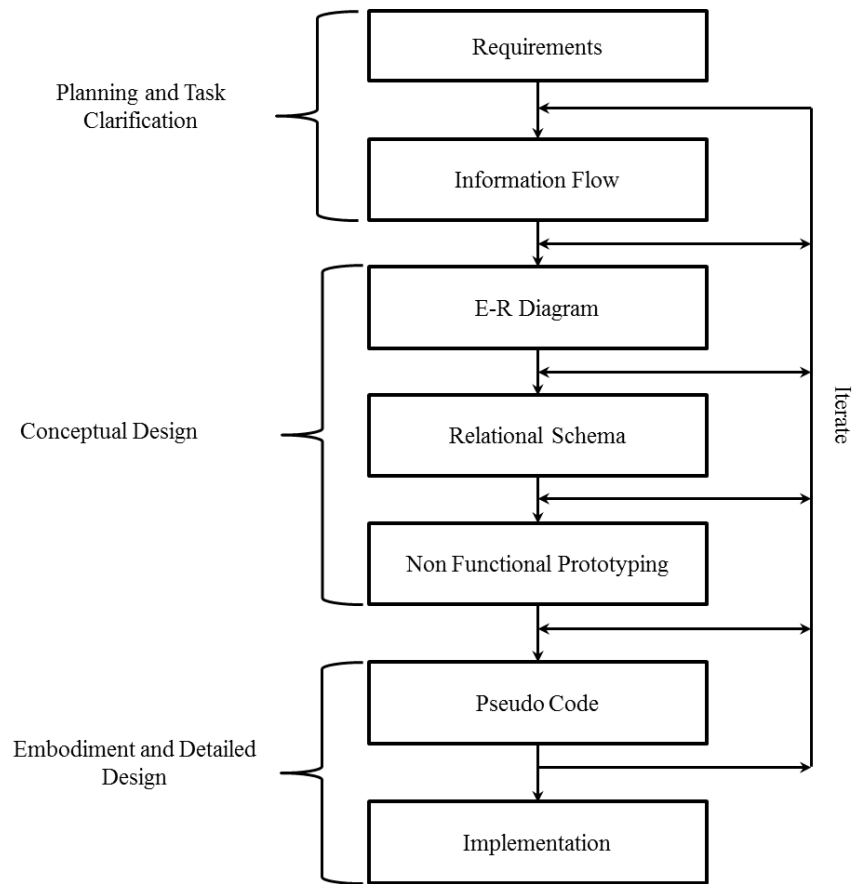 Requirements
Planning and Task
Clarification
Information Flow
E-R Diagram
Conceptual Design
Relational Schema
Iterate
Non Functional Prototyping
Pseudo Code
Embodiment and Detailed
Design
Implementation